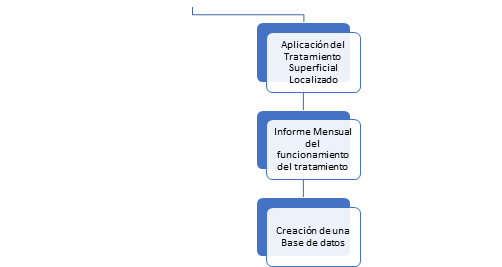 Aplicación del
Tratamiento
Superficial
Localizado
Informe Mensual
del
funcionamiento
del tratamiento
Creación de una
Base de datos